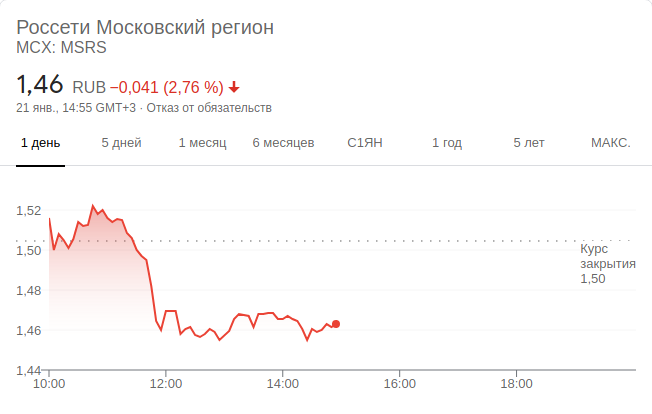 Россети Московский регион
MCX: MSRS
1,46 RUB −0,041 (2,76 %)
21 янв., 14:55 GMT+3 · Отказ от обязательств
1 день 5 дней 1 месяц 6 месяцев С1ЯН 1 год 5 лет МАКС.
1,52
1,50
Курс
закрытия
1,50
1,48
1,46
1,44
10:00 12:00 14:00 16:00 18:00